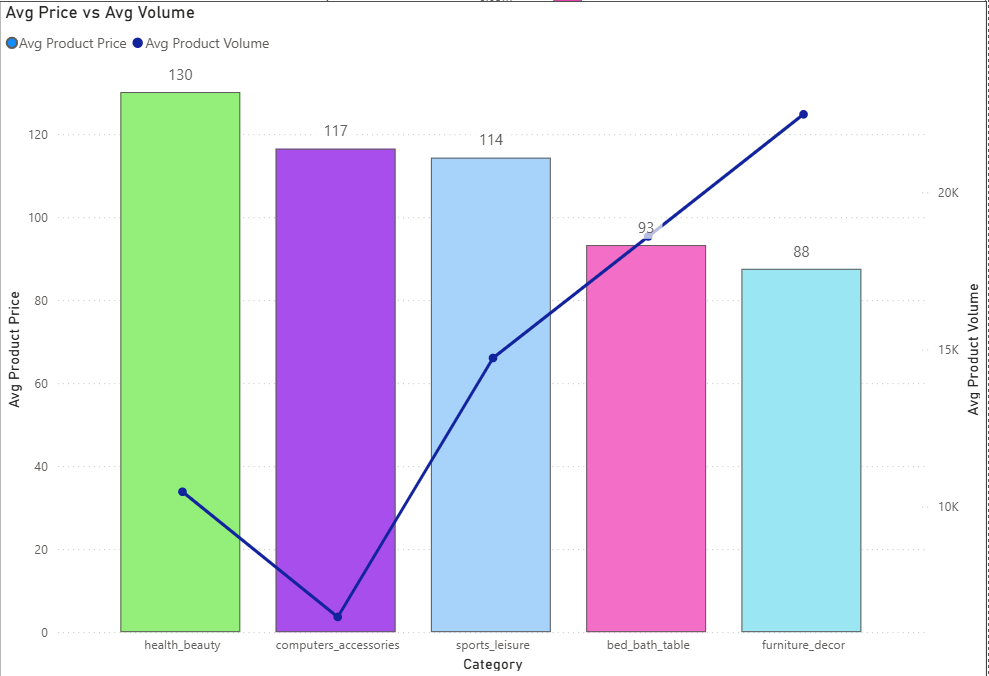 Avg Price vs Avg Volume
Avg Product Price Avg Product Volume
130
117
114
93
88
120
100
80
60
40
20
0
Avg Product Price
20K
15K
10K
Avg Product Volume
health_beauty computers_accessories sports_leisure bed_bath_table furniture_decor
Category